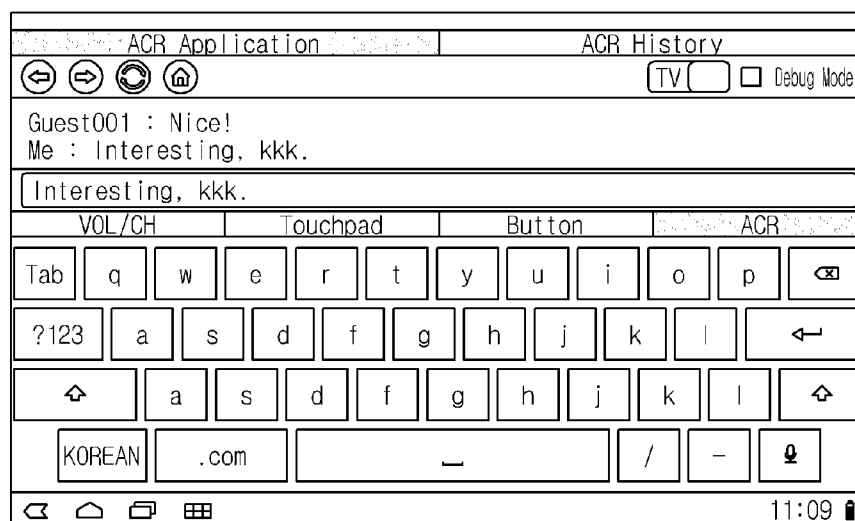 ACR Application ACR History
TV Debug Mode
Guest001 : Nice!
Me : Interesting, kkk.
Interesting, kkk.
VOL/CH Touchpad Button ACR
Tab q w e r t y u i o p
?123 a s d f g h j k l
a s d f g h j k l
KOREAN .com / -
11:09